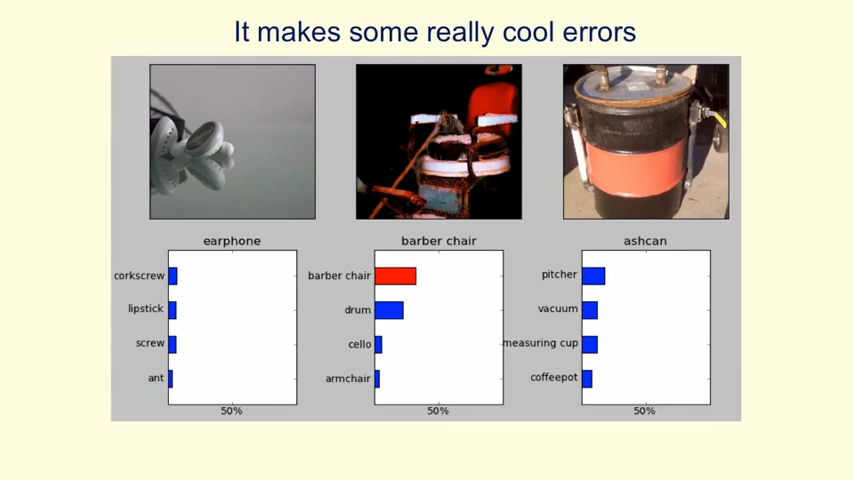 It makes some really cool errors
earphone
barber chair
ashcan
corkscrew
lipstick
screw
ant
50%
barber chair
drum
cello
armchair
50%
pitcher
vacuum
measuring cup
coffeepot
50%